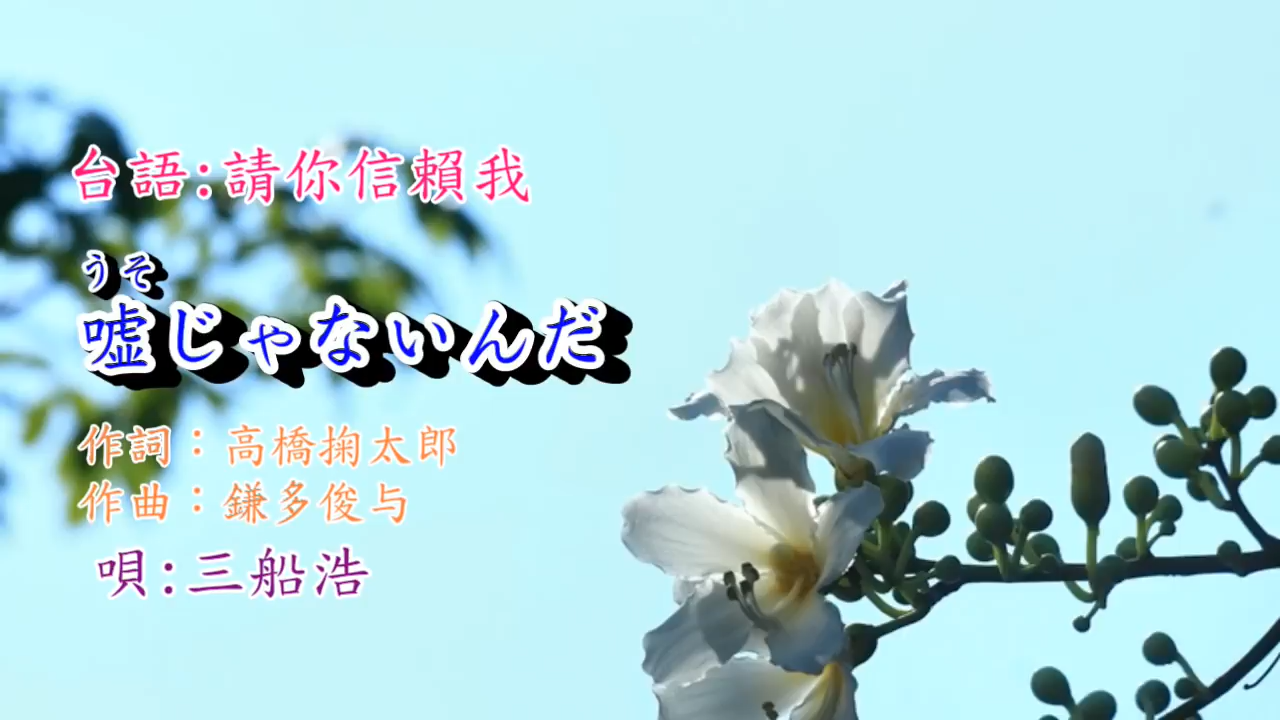 台語:請你信賴我
うそ
嘘じゃないんだ
作詞：高橋掬太郎
作曲：鎌多俊与
唄:三船浩